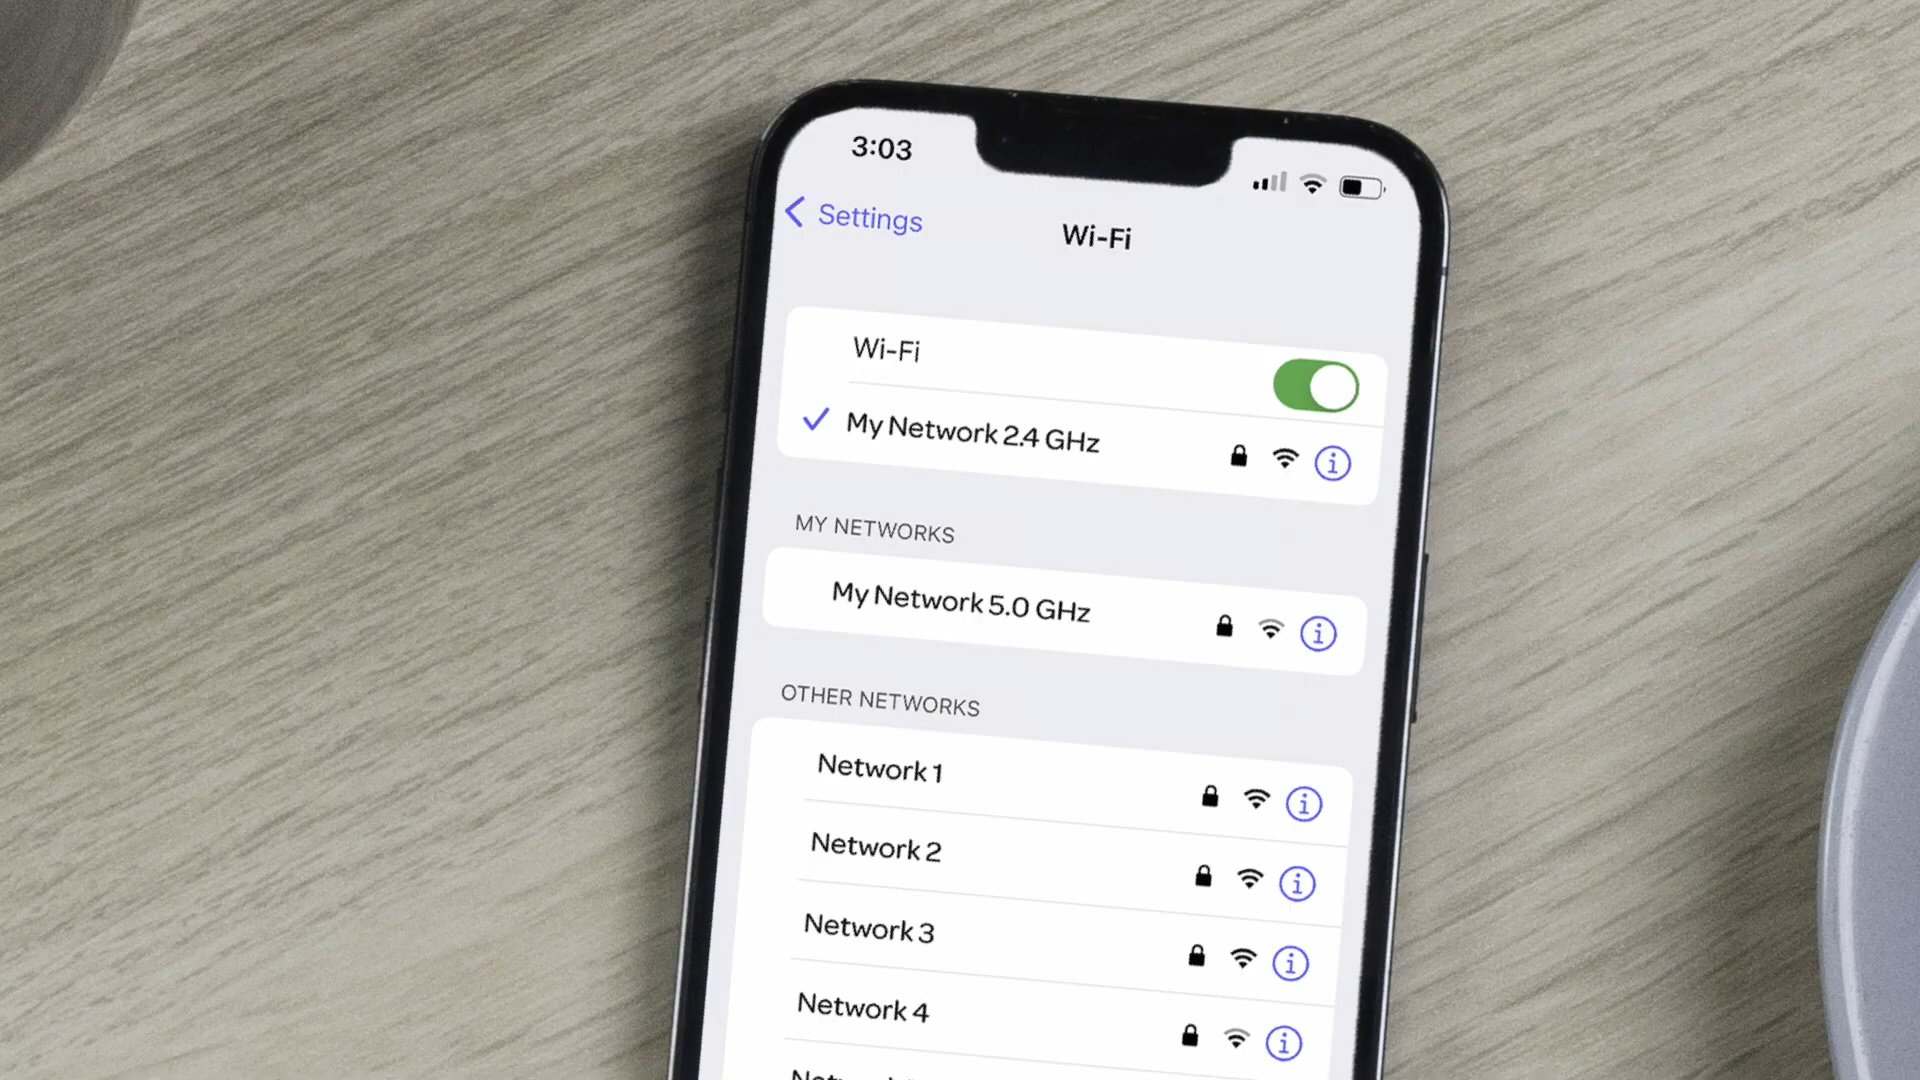 3:03
Settings
Wi-Fi
Wi-Fi
My Network 2.4 GHz
MY NETWORKS
My Network 5.0 GHz
OTHER NETWORKS
Network 1
Network 2
Network 3
Network 4